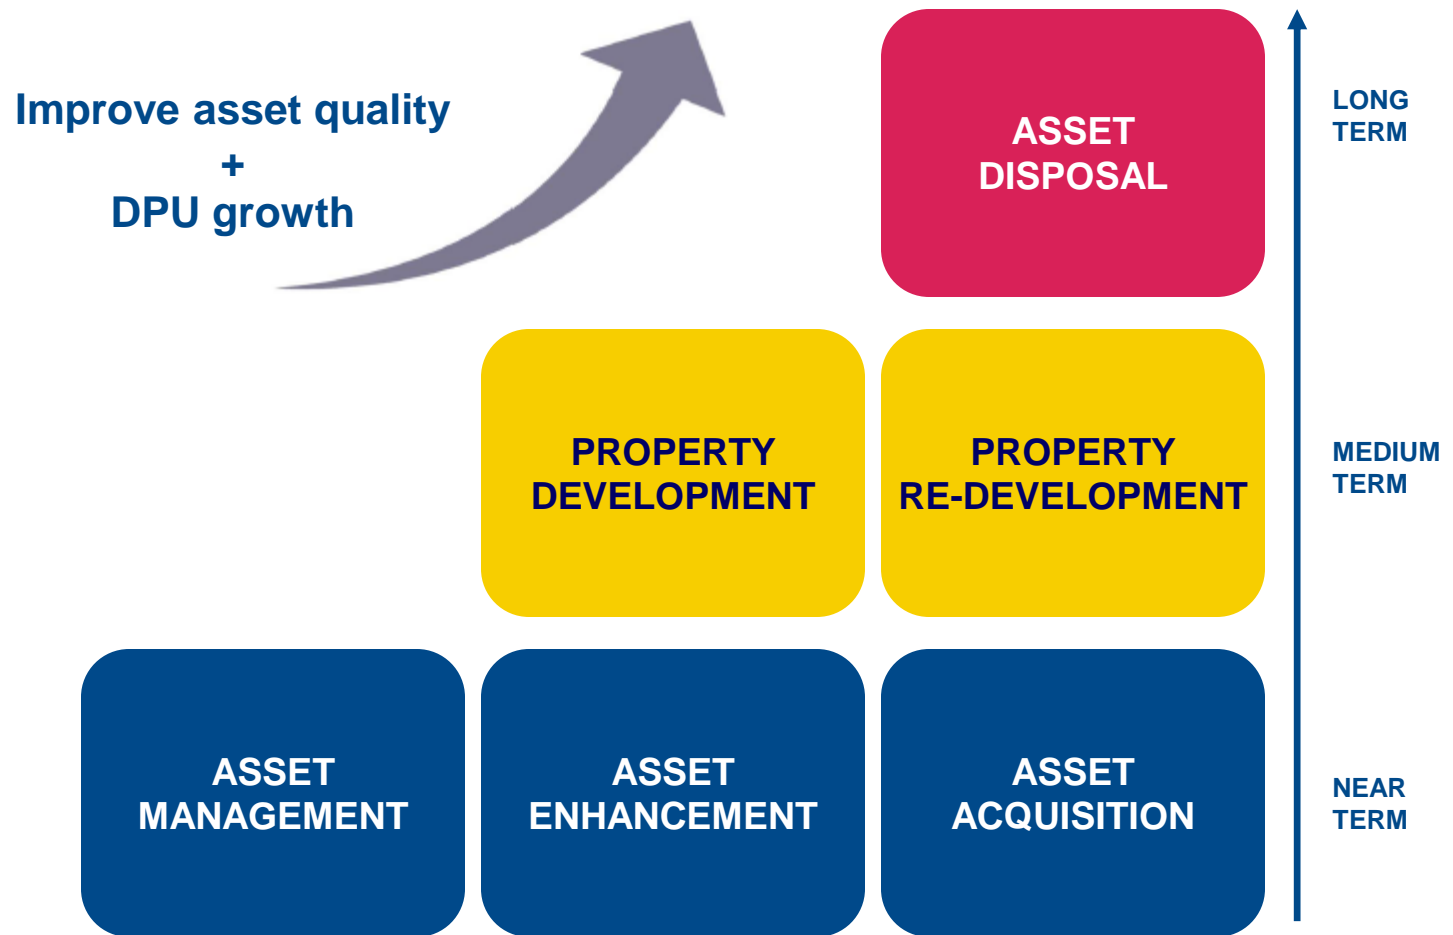 Improve asset quality
+
DPU growth
ASSET
DISPOSAL
LONG
TERM
PROPERTY
DEVELOPMENT
PROPERTY
RE-DEVELOPMENT
MEDIUM
TERM
ASSET
MANAGEMENT
ASSET
ENHANCEMENT
ASSET
ACQUISITION
NEAR
TERM